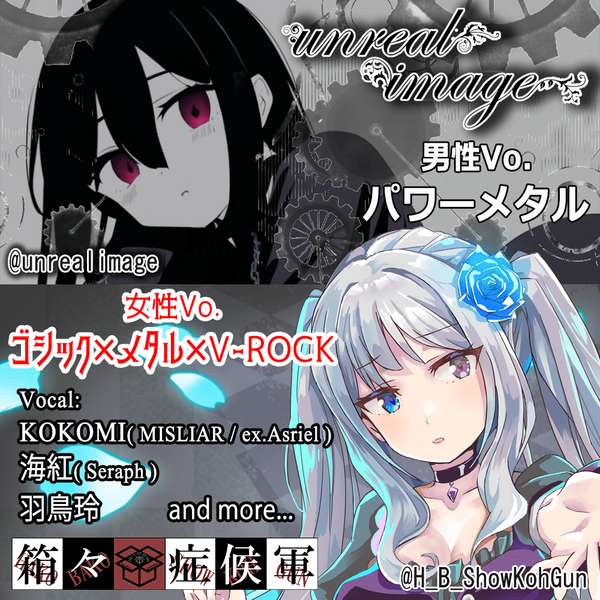 unreal
image
男性Vo.
パワーメタル
@unrealimage
女性Vo.
ゴシック×メタル×V-ROCK
Vocal:
KOKOMI( MISLIAR / ex.Asriel )
海紅( Seraph )
羽鳥玲 and more...
箱々症候軍
@H_B_ShowKohGun